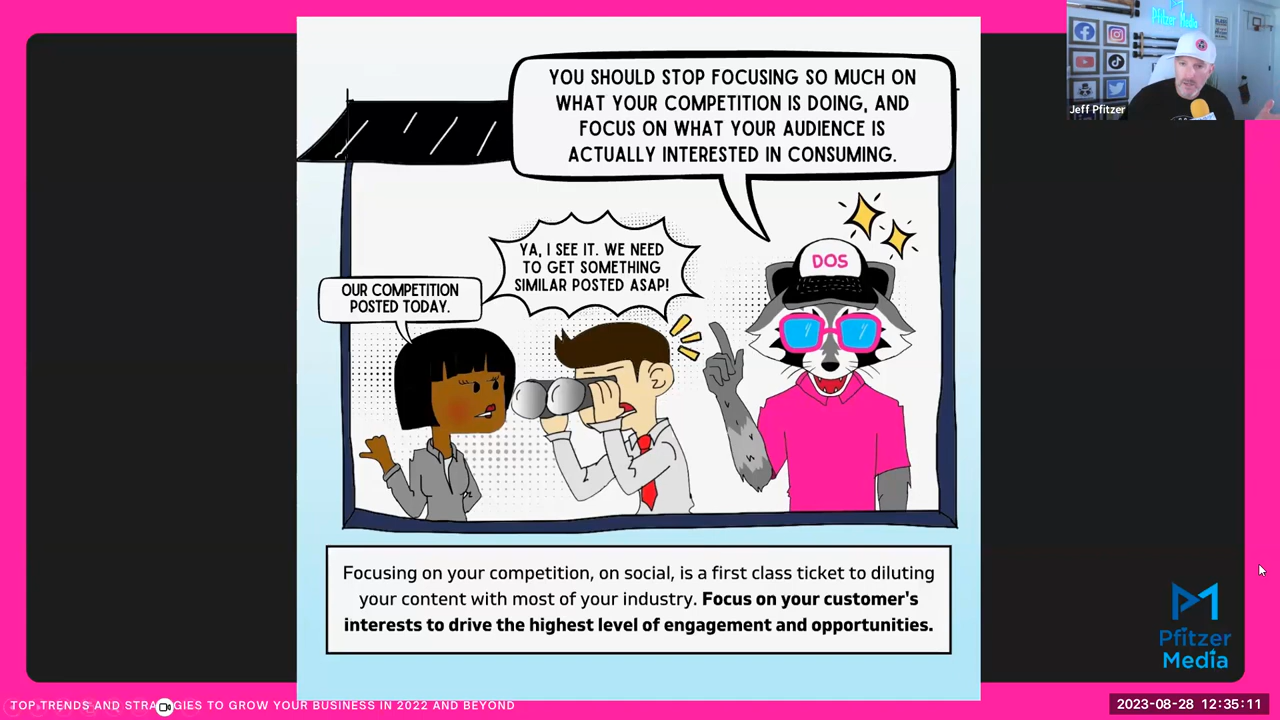 YOU SHOULD STOP FOCUSING SO MUCH ON
WHAT YOUR COMPETITION IS DOING, AND
FOCUS ON WHAT YOUR AUDIENCE IS
ACTUALLY INTERESTED IN CONSUMING.
YA, I SEE IT. WE NEED
TO GET SOMETHING
SIMILAR POSTED ASAP!
OUR COMPETITION
POSTED TODAY.
DOS
Focusing on your competition, on social, is a first class ticket to diluting
your content with most of your industry. Focus on your customer's
interests to drive the highest level of engagement and opportunities.
Pfitzer Media
Jeff Pfitzer
Pfitzer
Media
TOP TRENDS AND STRATEGIES TO GROW YOUR BUSINESS IN 2022 AND BEYOND
2023-08-28 12:35:11